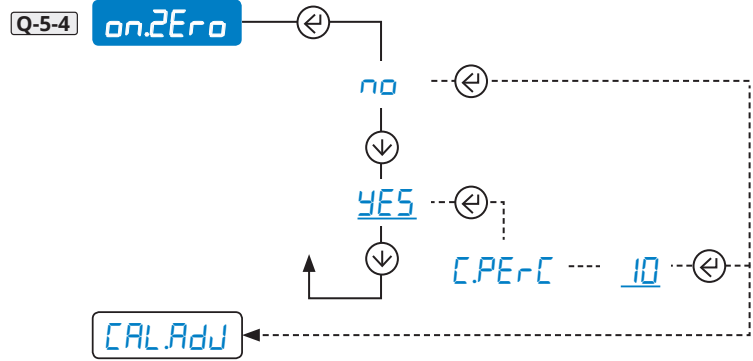 Q-5-4 on.2Ero
no
YES
C.PErC 10
CAL.AdJ